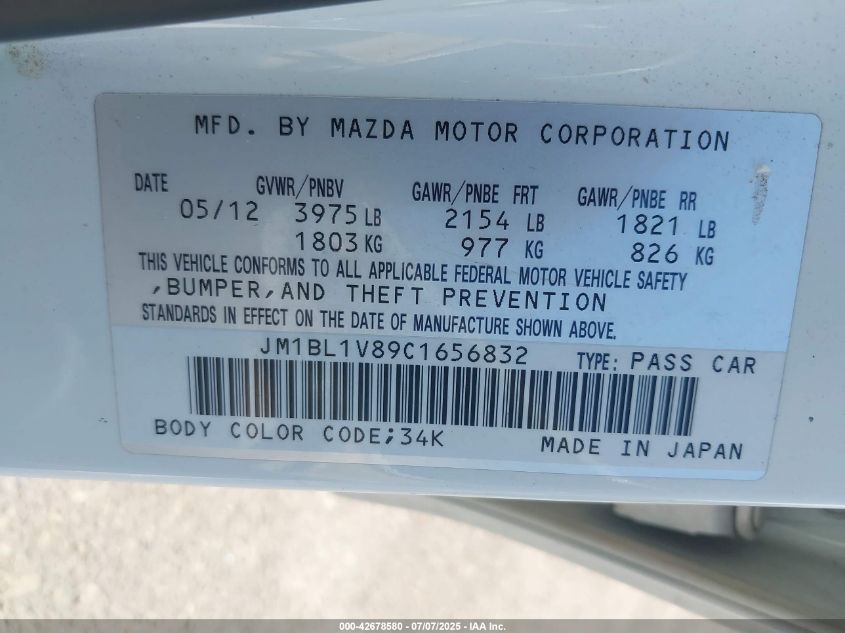 MFD. BY MAZDA MOTOR CORPORATION
DATE GVWR/PNBV GAWR/PNBE FRT GAWR/PNBE RR
05/12 3975 LB 2154 LB 1821 LB
1803 KG 977 KG 826 KG
THIS VEHICLE CONFORMS TO ALL APPLICABLE FEDERAL MOTOR VEHICLE SAFETY
,BUMPER,AND THEFT PREVENTION
STANDARDS IN EFFECT ON THE DATE OF MANUFACTURE SHOWN ABOVE.
JM1BL1V89C1656832 TYPE: PASS CAR
BODY COLOR CODE;34K MADE IN JAPAN
000-42678580 - 07/07/2025 - IAA Inc.